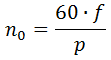 n₀ = 60 · f / p